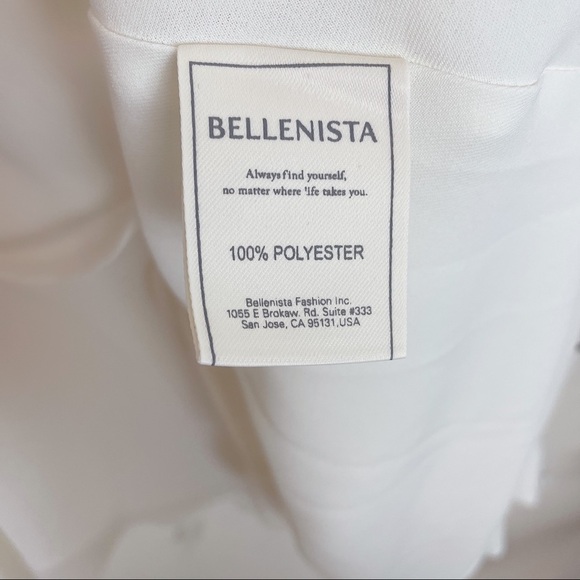 BELLENISTA
Always find yourself,
no matter where life takes you.
100% POLYESTER
Bellenista Fashion Inc.
1055 E Brokaw. Rd. Suite #333
San Jose, CA 95131,USA